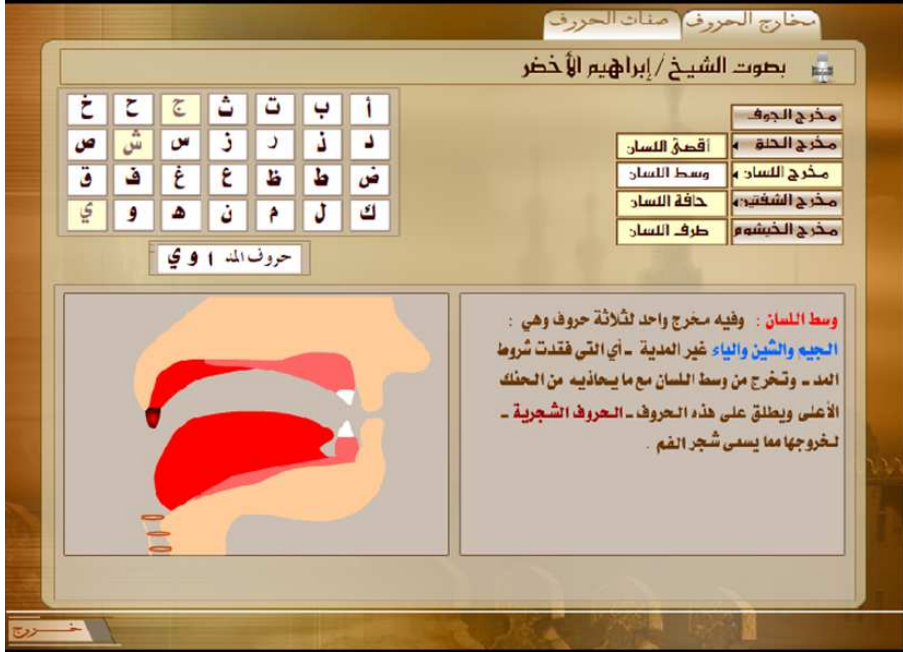 مخارج الحروف صفات الحروف
بصوت الشيخ / إبراهيم الأخضر
أ ب ت ث ج ح خ
د ذ ر ز س ش ص
ض ط ظ ع غ ف ق
ك ل م ن ه و ي
حروف المد ا و ي
مخرج الجوف
مخرج الحلق
مخرج اللسان
مخرج الشفتين
مخرج الخيشوم
أقصى اللسان
وسط اللسان
حافة اللسان
طرف اللسان
وسط اللسان : وفيه مخرج واحد لثلاثة حروف وهي :
الجيم والشين والياء غير المدية - أي التي فقدت شروط
المد - وتخرج من وسط اللسان مع ما يحاذيه من الحنك
الأعلى ويطلق على هذه الحروف - الحروف الشجرية -
لخروجها مما يسمى شجر الفم .
خروج